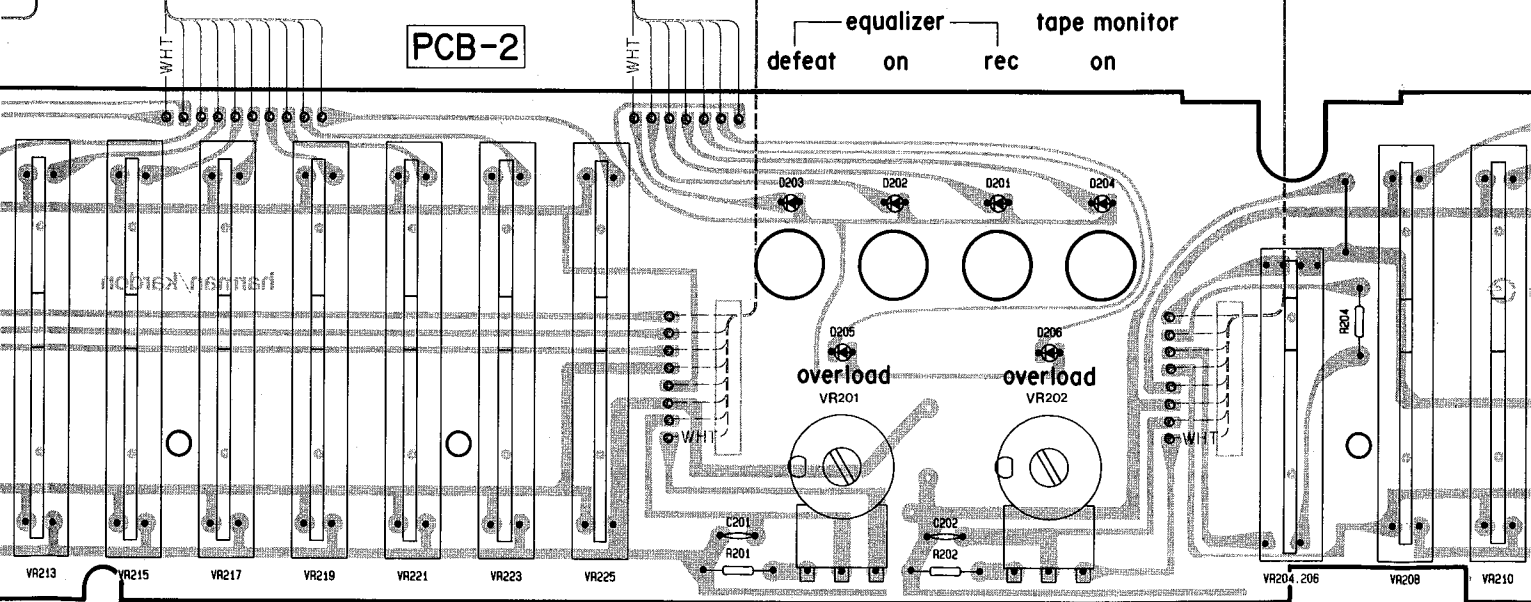 equalizer tape monitor
PCB-2
WHT
WHT
defeat on rec on
D203 D202 D201 D204
harman/kardon
R204
D205 D206
overload overload
VR201 VR202
WHT
WHT
C201 C202
R201 R202
VR213 VR215 VR217 VR219 VR221 VR223 VR225 VR204.206 VR208 VR210